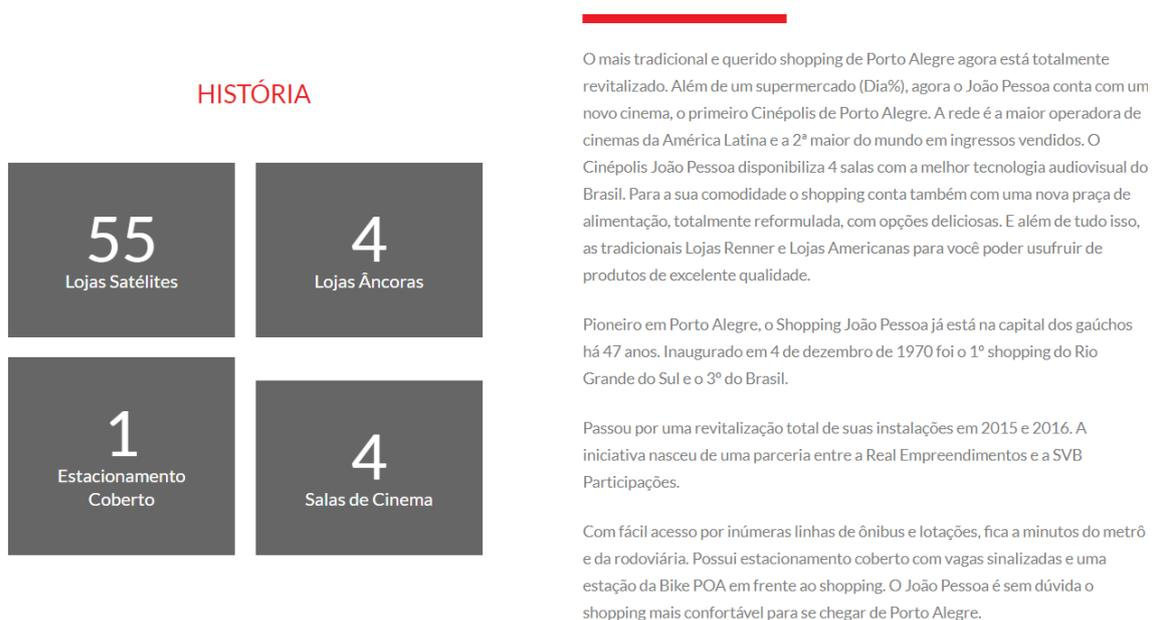 HISTÓRIA
55
Lojas Satélites
4
Lojas Âncoras
1
Estacionamento
Coberto
4
Salas de Cinema
O mais tradicional e querido shopping de Porto Alegre agora está totalmente
revitalizado. Além de um supermercado (Dia%), agora o João Pessoa conta com um
novo cinema, o primeiro Cinépolis de Porto Alegre. A rede é a maior operadora de
cinemas da América Latina e a 2ª maior do mundo em ingressos vendidos. O
Cinépolis João Pessoa disponibiliza 4 salas com a melhor tecnologia audiovisual do
Brasil. Para a sua comodidade o shopping conta também com uma nova praça de
alimentação, totalmente reformulada, com opções deliciosas. E além de tudo isso,
as tradicionais Lojas Renner e Lojas Americanas para você poder usufruir de
produtos de excelente qualidade.
Pioneiro em Porto Alegre, o Shopping João Pessoa já está na capital dos gaúchos
há 47 anos. Inaugurado em 4 de dezembro de 1970 foi o 1º shopping do Rio
Grande do Sul e o 3º do Brasil.
Passou por uma revitalização total de suas instalações em 2015 e 2016. A
iniciativa nasceu de uma parceria entre a Real Empreendimentos e a SVB
Participações.
Com fácil acesso por inúmeras linhas de ônibus e lotações, fica a minutos do metrô
e da rodoviária. Possui estacionamento coberto com vagas sinalizadas e uma
estação da Bike POA em frente ao shopping. O João Pessoa é sem dúvida o
shopping mais confortável para se chegar de Porto Alegre.